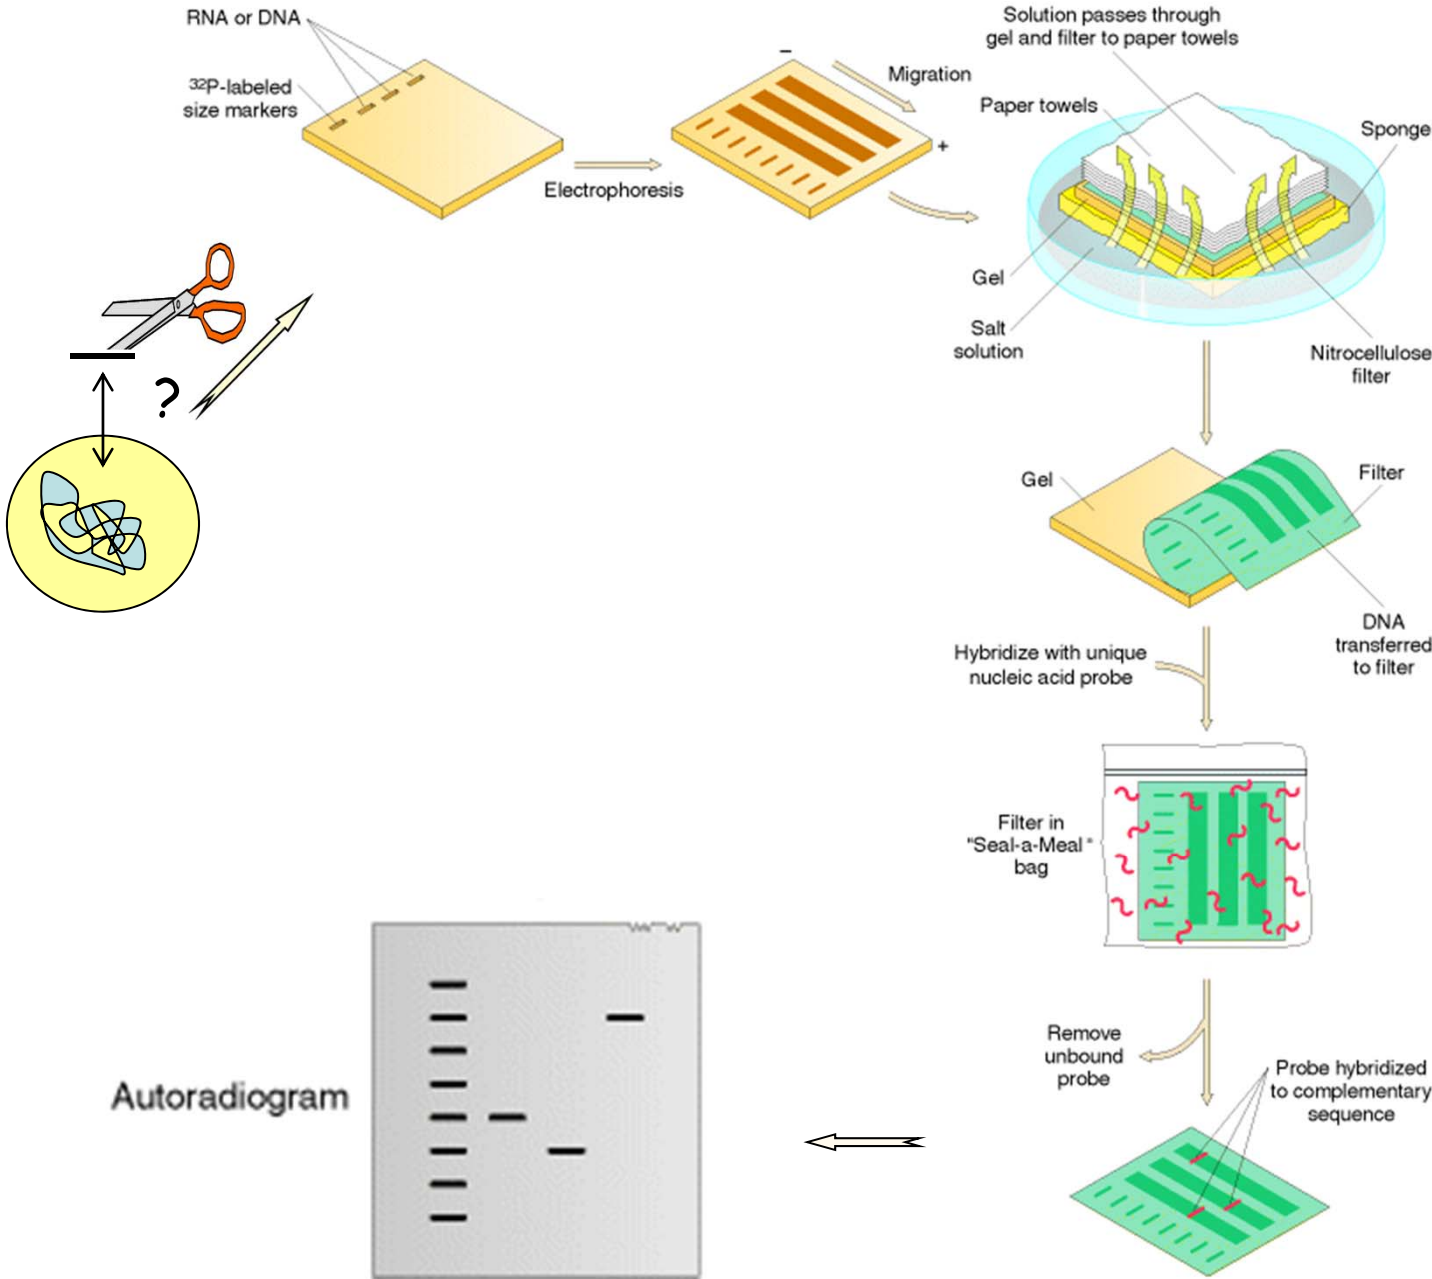 RNA or DNA
³²P-labeled
size markers
Electrophoresis
−
Migration
+
Solution passes through
gel and filter to paper towels
Paper towels
Sponge
Gel
Salt
solution
Nitrocellulose
filter
?
Gel
Filter
DNA
transferred
to filter
Hybridize with unique
nucleic acid probe
Filter in
"Seal-a-Meal"
bag
Remove
unbound
probe
Probe hybridized
to complementary
sequence
Autoradiogram